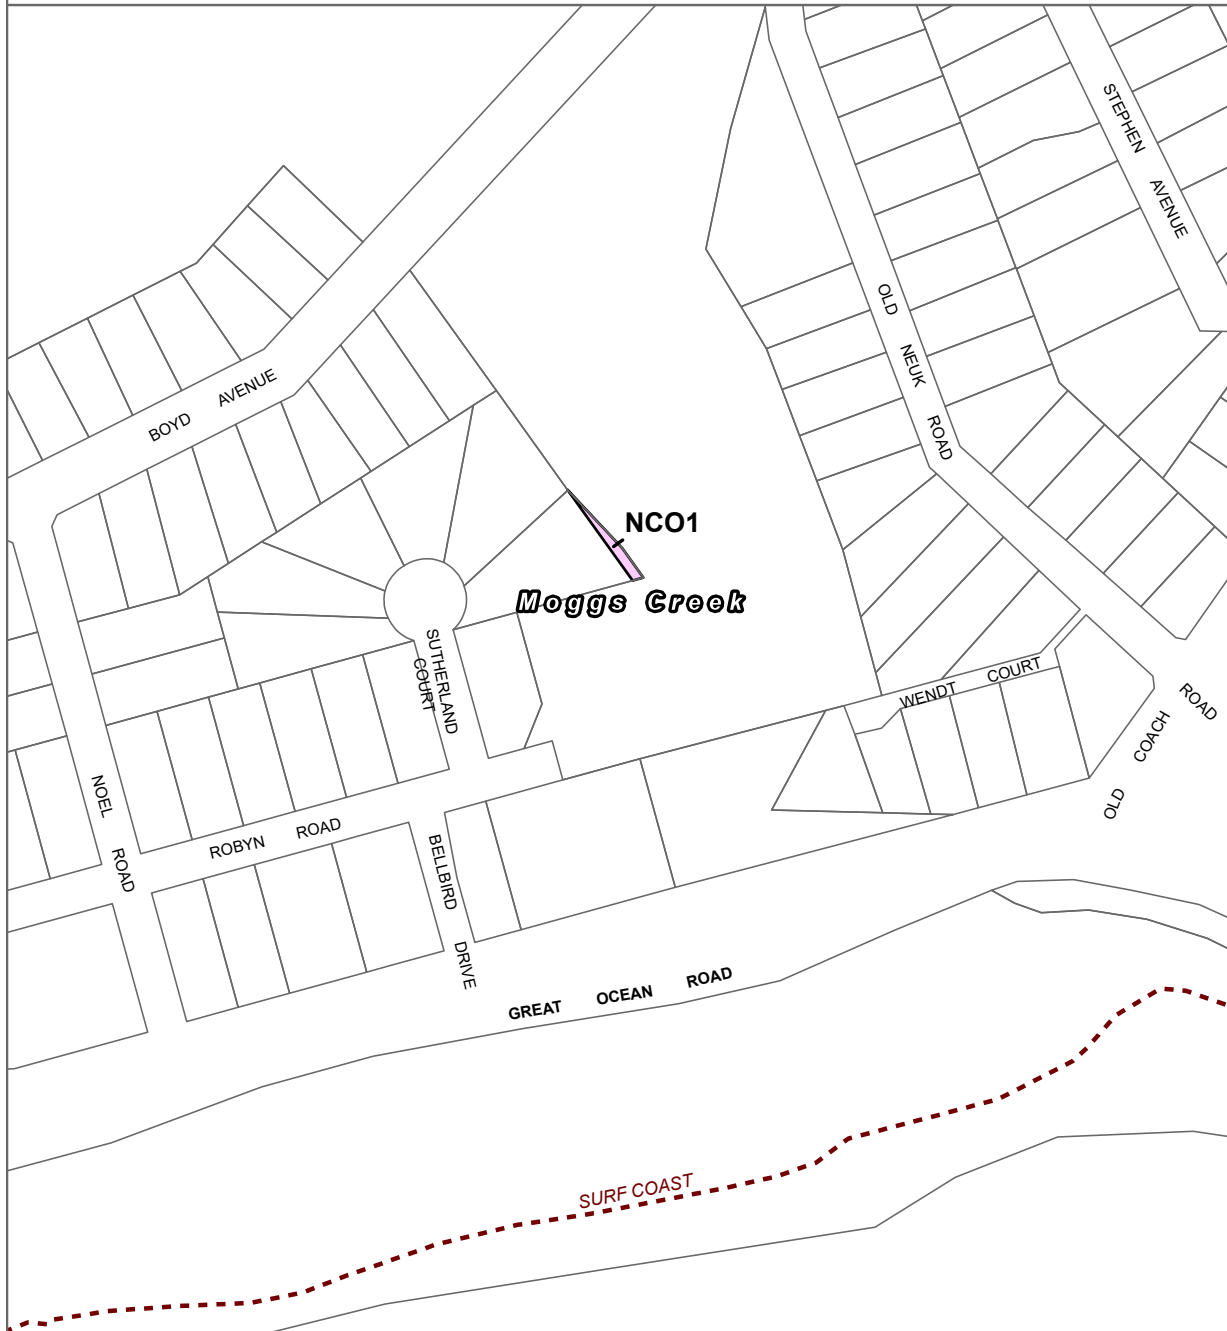 STEPHEN AVENUE
OLD NEUK ROAD
BOYD AVENUE
NCO1
Moggs Creek
SUTHERLAND
COURT
WENDT COURT
OLD COACH ROAD
NOEL ROAD
ROBYN ROAD
BELLBIRD DRIVE
GREAT OCEAN ROAD
SURF COAST